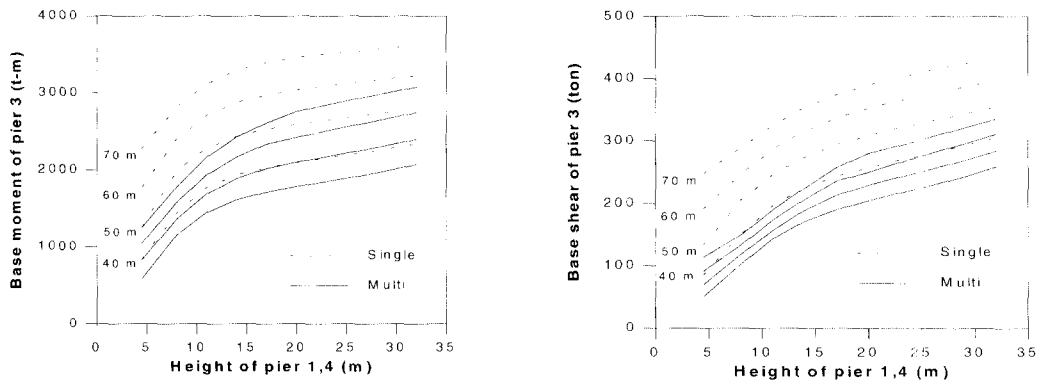 Base moment of pier 3 (t-m)
4000
3000
2000
1000
0
70 m
60 m
50 m
40 m
Single
Multi
0 5 10 15 20 25 30 35
Height of pier 1,4 (m)
Base shear of pier 3 (ton)
500
400
300
200
100
0
70 m
60 m
50 m
40 m
Single
Multi
0 5 10 15 20 25 30 35
Height of pier 1,4 (m)